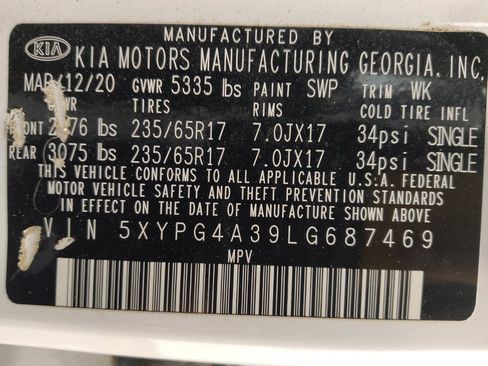 MANUFACTURED BY
KIA KIA MOTORS MANUFACTURING GEORGIA, INC.
MAR/12/20 GVWR 5335 lbs PAINT SWP TRIM WK
TIRES RIMS COLD TIRE INFL
lbs 235/65R17 7.0JX17 34psi SINGLE
REAR 3075 lbs 235/65R17 7.0JX17 34psi SINGLE
THIS VEHICLE CONFORMS TO ALL APPLICABLE U.S.A. FEDERAL
MOTOR VEHICLE SAFETY AND THEFT PREVENTION STANDARDS
IN EFFECT ON THE DATE OF MANUFACTURE SHOWN ABOVE.
VIN 5XYPG4A39LG687469
MPV